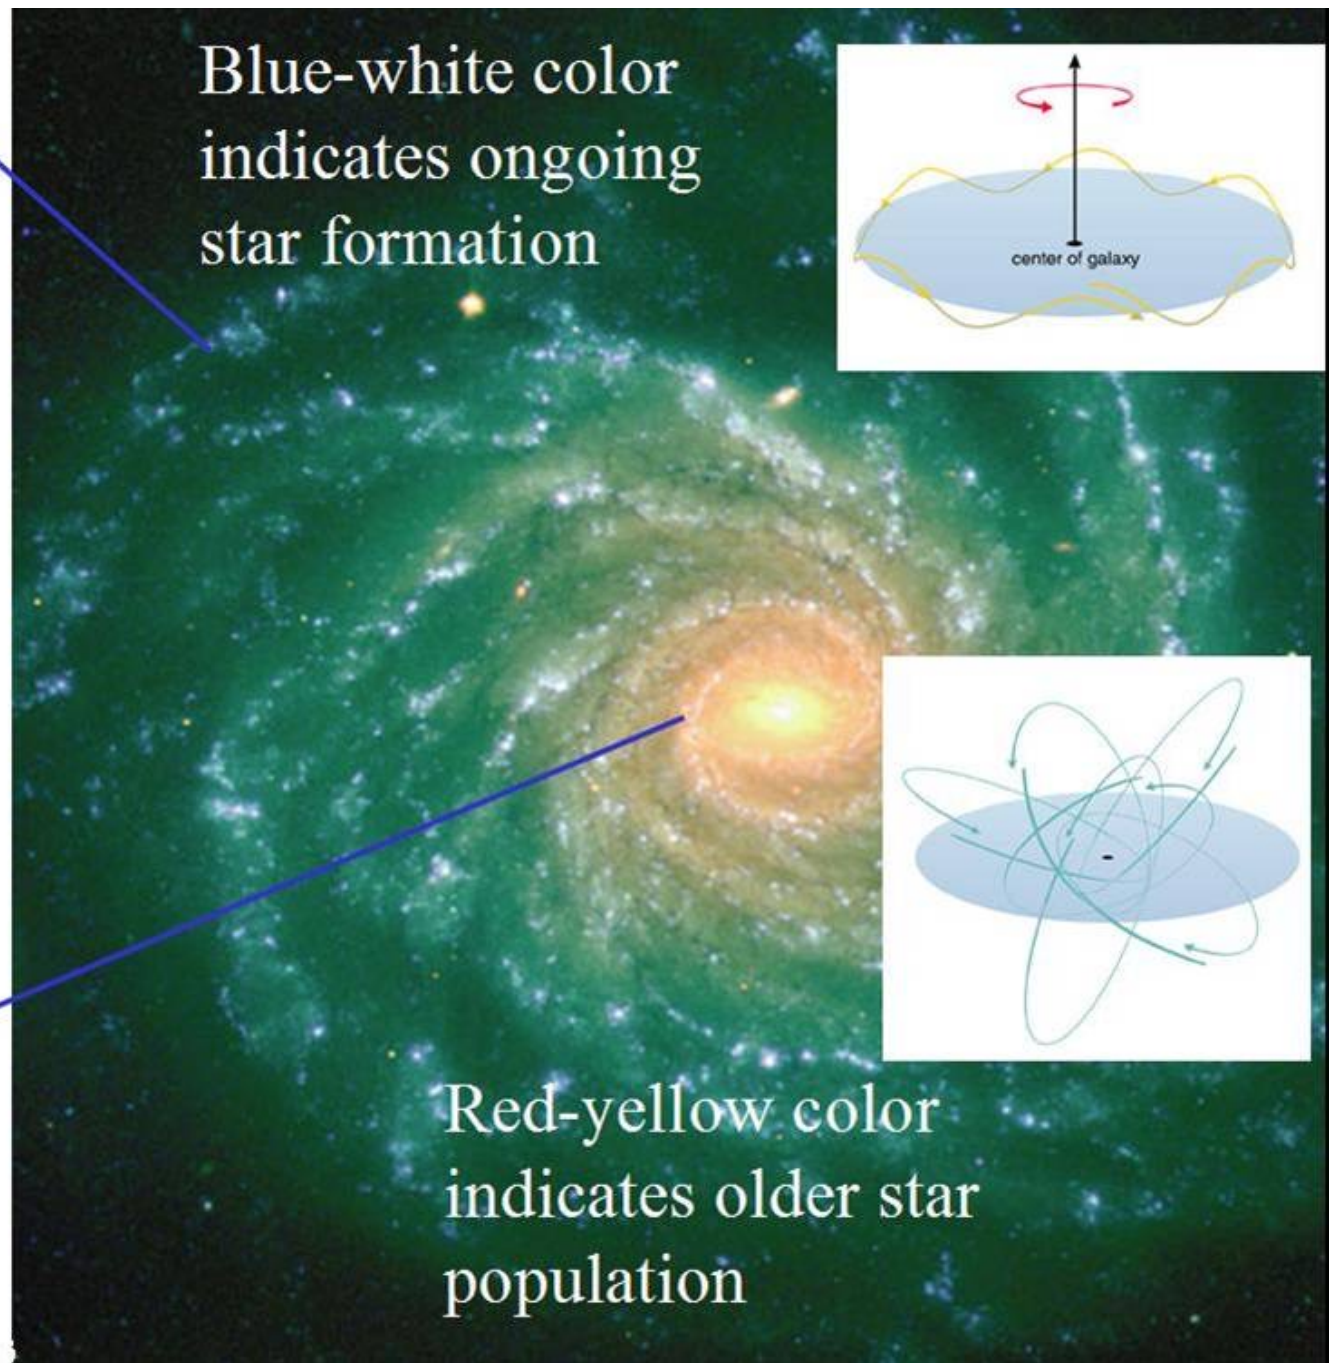 Blue-white color
indicates ongoing
star formation
center of galaxy
Red-yellow color
indicates older star
population